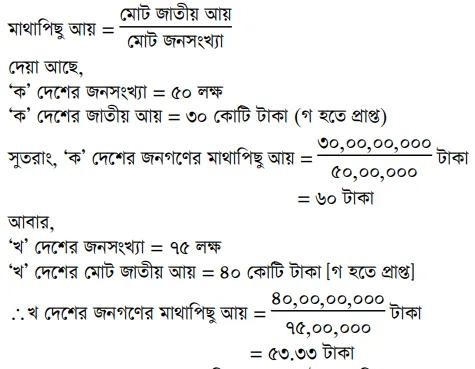 মাথাপিছু আয় = মোট জাতীয় আয় / মোট জনসংখ্যা
দেয়া আছে,
‘ক’ দেশের জনসংখ্যা = ৫০ লক্ষ
‘ক’ দেশের জাতীয় আয় = ৩০ কোটি টাকা (গ হতে প্রাপ্ত)
সুতরাং, ‘ক’ দেশের জনগণের মাথাপিছু আয় = ৩০,০০,০০,০০০ / ৫০,০০,০০০ টাকা
= ৬০ টাকা
আবার,
‘খ’ দেশের জনসংখ্যা = ৭৫ লক্ষ
‘খ’ দেশের মোট জাতীয় আয় = ৪০ কোটি টাকা [গ হতে প্রাপ্ত]
∴খ দেশের জনগণের মাথাপিছু আয় = ৪০,০০,০০,০০০ / ৭৫,০০,০০০ টাকা
= ৫৩.৩৩ টাকা